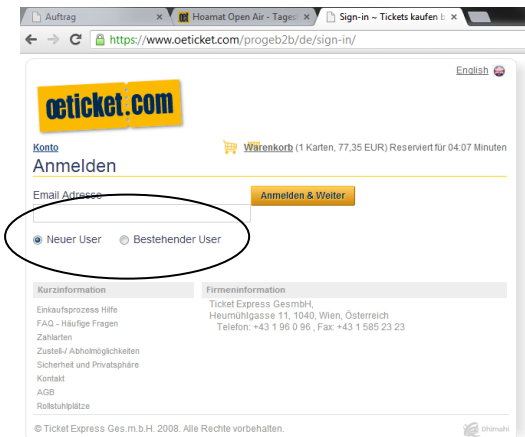 Auftrag
Hoamat Open Air - Tages
Sign-in ~ Tickets kaufen b
https://www.oeticket.com/progeb2b/de/sign-in/
English
œticket.com
Konto
Warenkorb (1 Karten, 77,35 EUR) Reserviert für 04:07 Minuten
Anmelden
Email Adresse
Anmelden & Weiter
Neuer User Bestehender User
Kurzinformation
Einkaufsprozess Hilfe
FAQ - Häufige Fragen
Zahlarten
Zustell-/ Abholmöglichkeiten
Sicherheit und Privatsphäre
Kontakt
AGB
Rollstuhlplätze
Firmeninformation
Ticket Express GesmbH,
Heumühlgasse 11, 1040, Wien, Österreich
Telefon: +43 1 96 0 96 , Fax: +43 1 585 23 23
© Ticket Express Ges.m.b.H. 2008. Alle Rechte vorbehalten.
Dhimahi